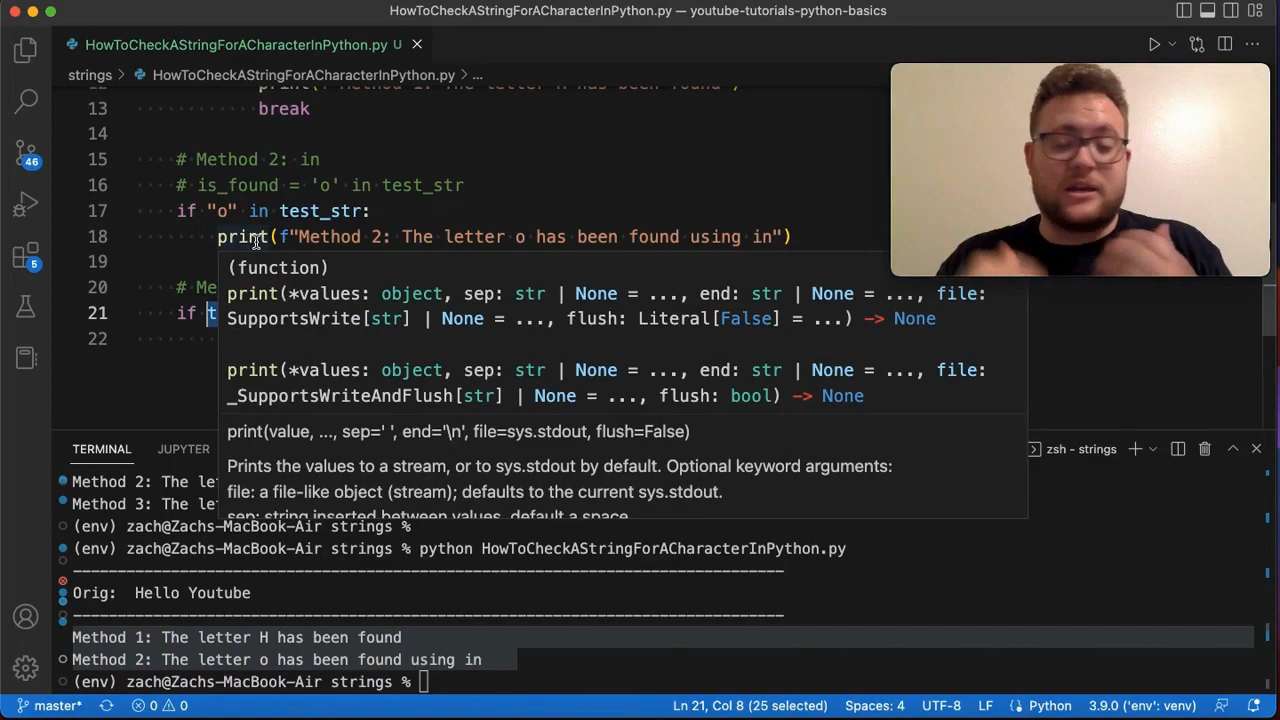 HowToCheckAStringForACharacterInPython.py — youtube-tutorials-python-basics
HowToCheckAStringForACharacterInPython.py U
strings > HowToCheckAStringForACharacterInPython.py > ...
12
13 break
14
15 # Method 2: in
16 # is_found = 'o' in test_str
17 if "o" in test_str:
18 print(f"Method 2: The letter o has been found using in")
19
(function)
print(*values: object, sep: str | None = ..., end: str | None = ..., file:
SupportsWrite[str] | None = ..., flush: Literal[False] = ...) -> None
print(*values: object, sep: str | None = ..., end: str | None = ..., file:
_SupportsWriteAndFlush[str] | None = ..., flush: bool) -> None
print(value, ..., sep=' ', end='\n', file=sys.stdout, flush=False)
Prints the values to a stream, or to sys.stdout by default. Optional keyword arguments:
file: a file-like object (stream); defaults to the current sys.stdout.
sep: string inserted between values, default a space.
20 # Me
21 if t
22
46
5
TERMINAL JUPYTER
zsh - strings
Method 2: The le
Method 3: The le
(env) zach@Zachs-MacBook-Air strings %
(env) zach@Zachs-MacBook-Air strings % python HowToCheckAStringForACharacterInPython.py
Orig: Hello Youtube
Method 1: The letter H has been found
Method 2: The letter o has been found using in
(env) zach@Zachs-MacBook-Air strings %
master* 0 0 Ln 21, Col 8 (25 selected) Spaces: 4 UTF-8 LF Python 3.9.0 ('env': venv)